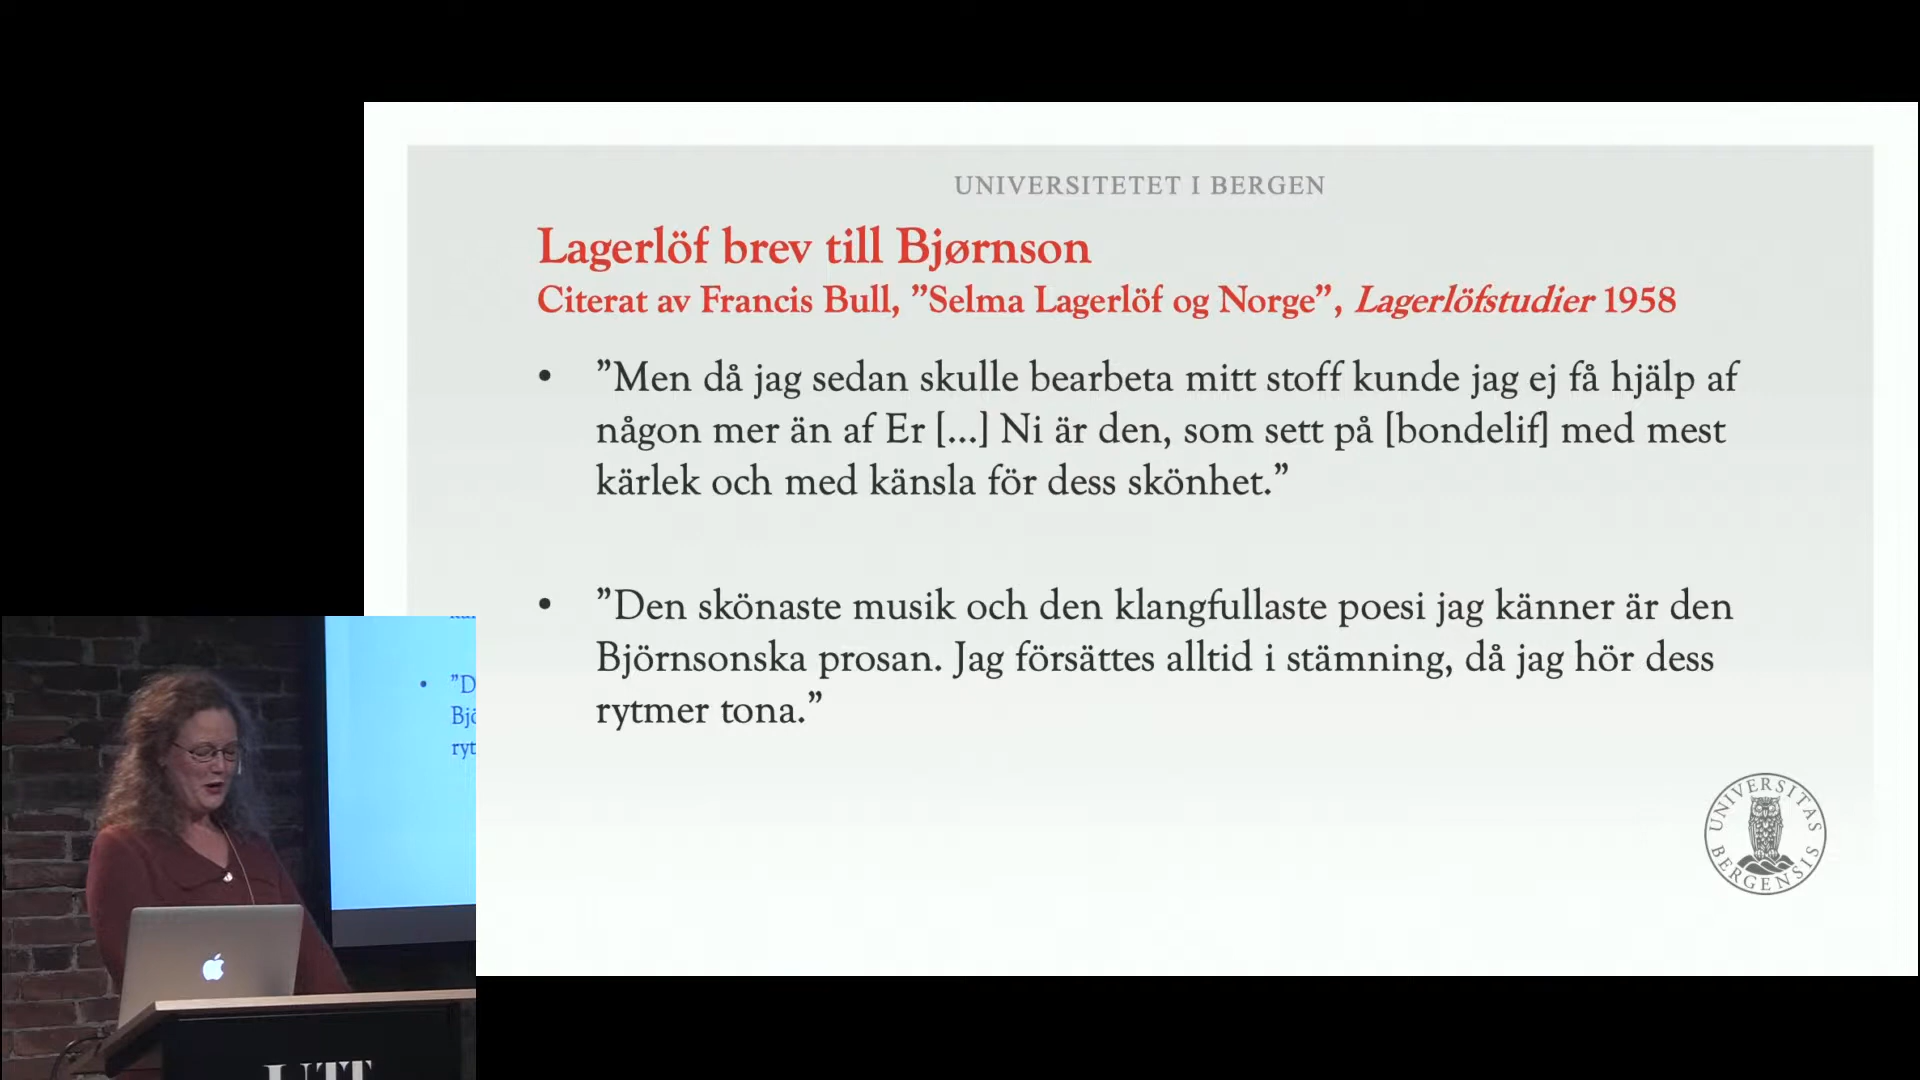 UNIVERSITETET I BERGEN
Lagerlöf brev till Bjørnson
Citerat av Francis Bull, ”Selma Lagerlöf og Norge”, Lagerlöfstudier 1958
• ”Men då jag sedan skulle bearbeta mitt stoff kunde jag ej få hjälp af
någon mer än af Er [...] Ni är den, som sett på [bondelif] med mest
kärlek och med känsla för dess skönhet.”
• ”Den skönaste musik och den klangfullaste poesi jag känner är den
Björnsonska prosan. Jag försättes alltid i stämning, då jag hör dess
rytmer tona.”
UNIVERSITAS BERGENSIS
• ”D
Bjö
ryt